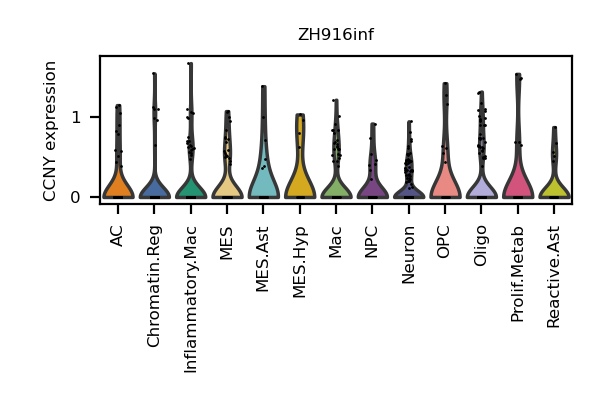 ZH916inf
CCNY expression
1
0
AC
Chromatin.Reg
Inflammatory.Mac
MES
MES.Ast
MES.Hyp
Mac
NPC
Neuron
OPC
Oligo
Prolif.Metab
Reactive.Ast